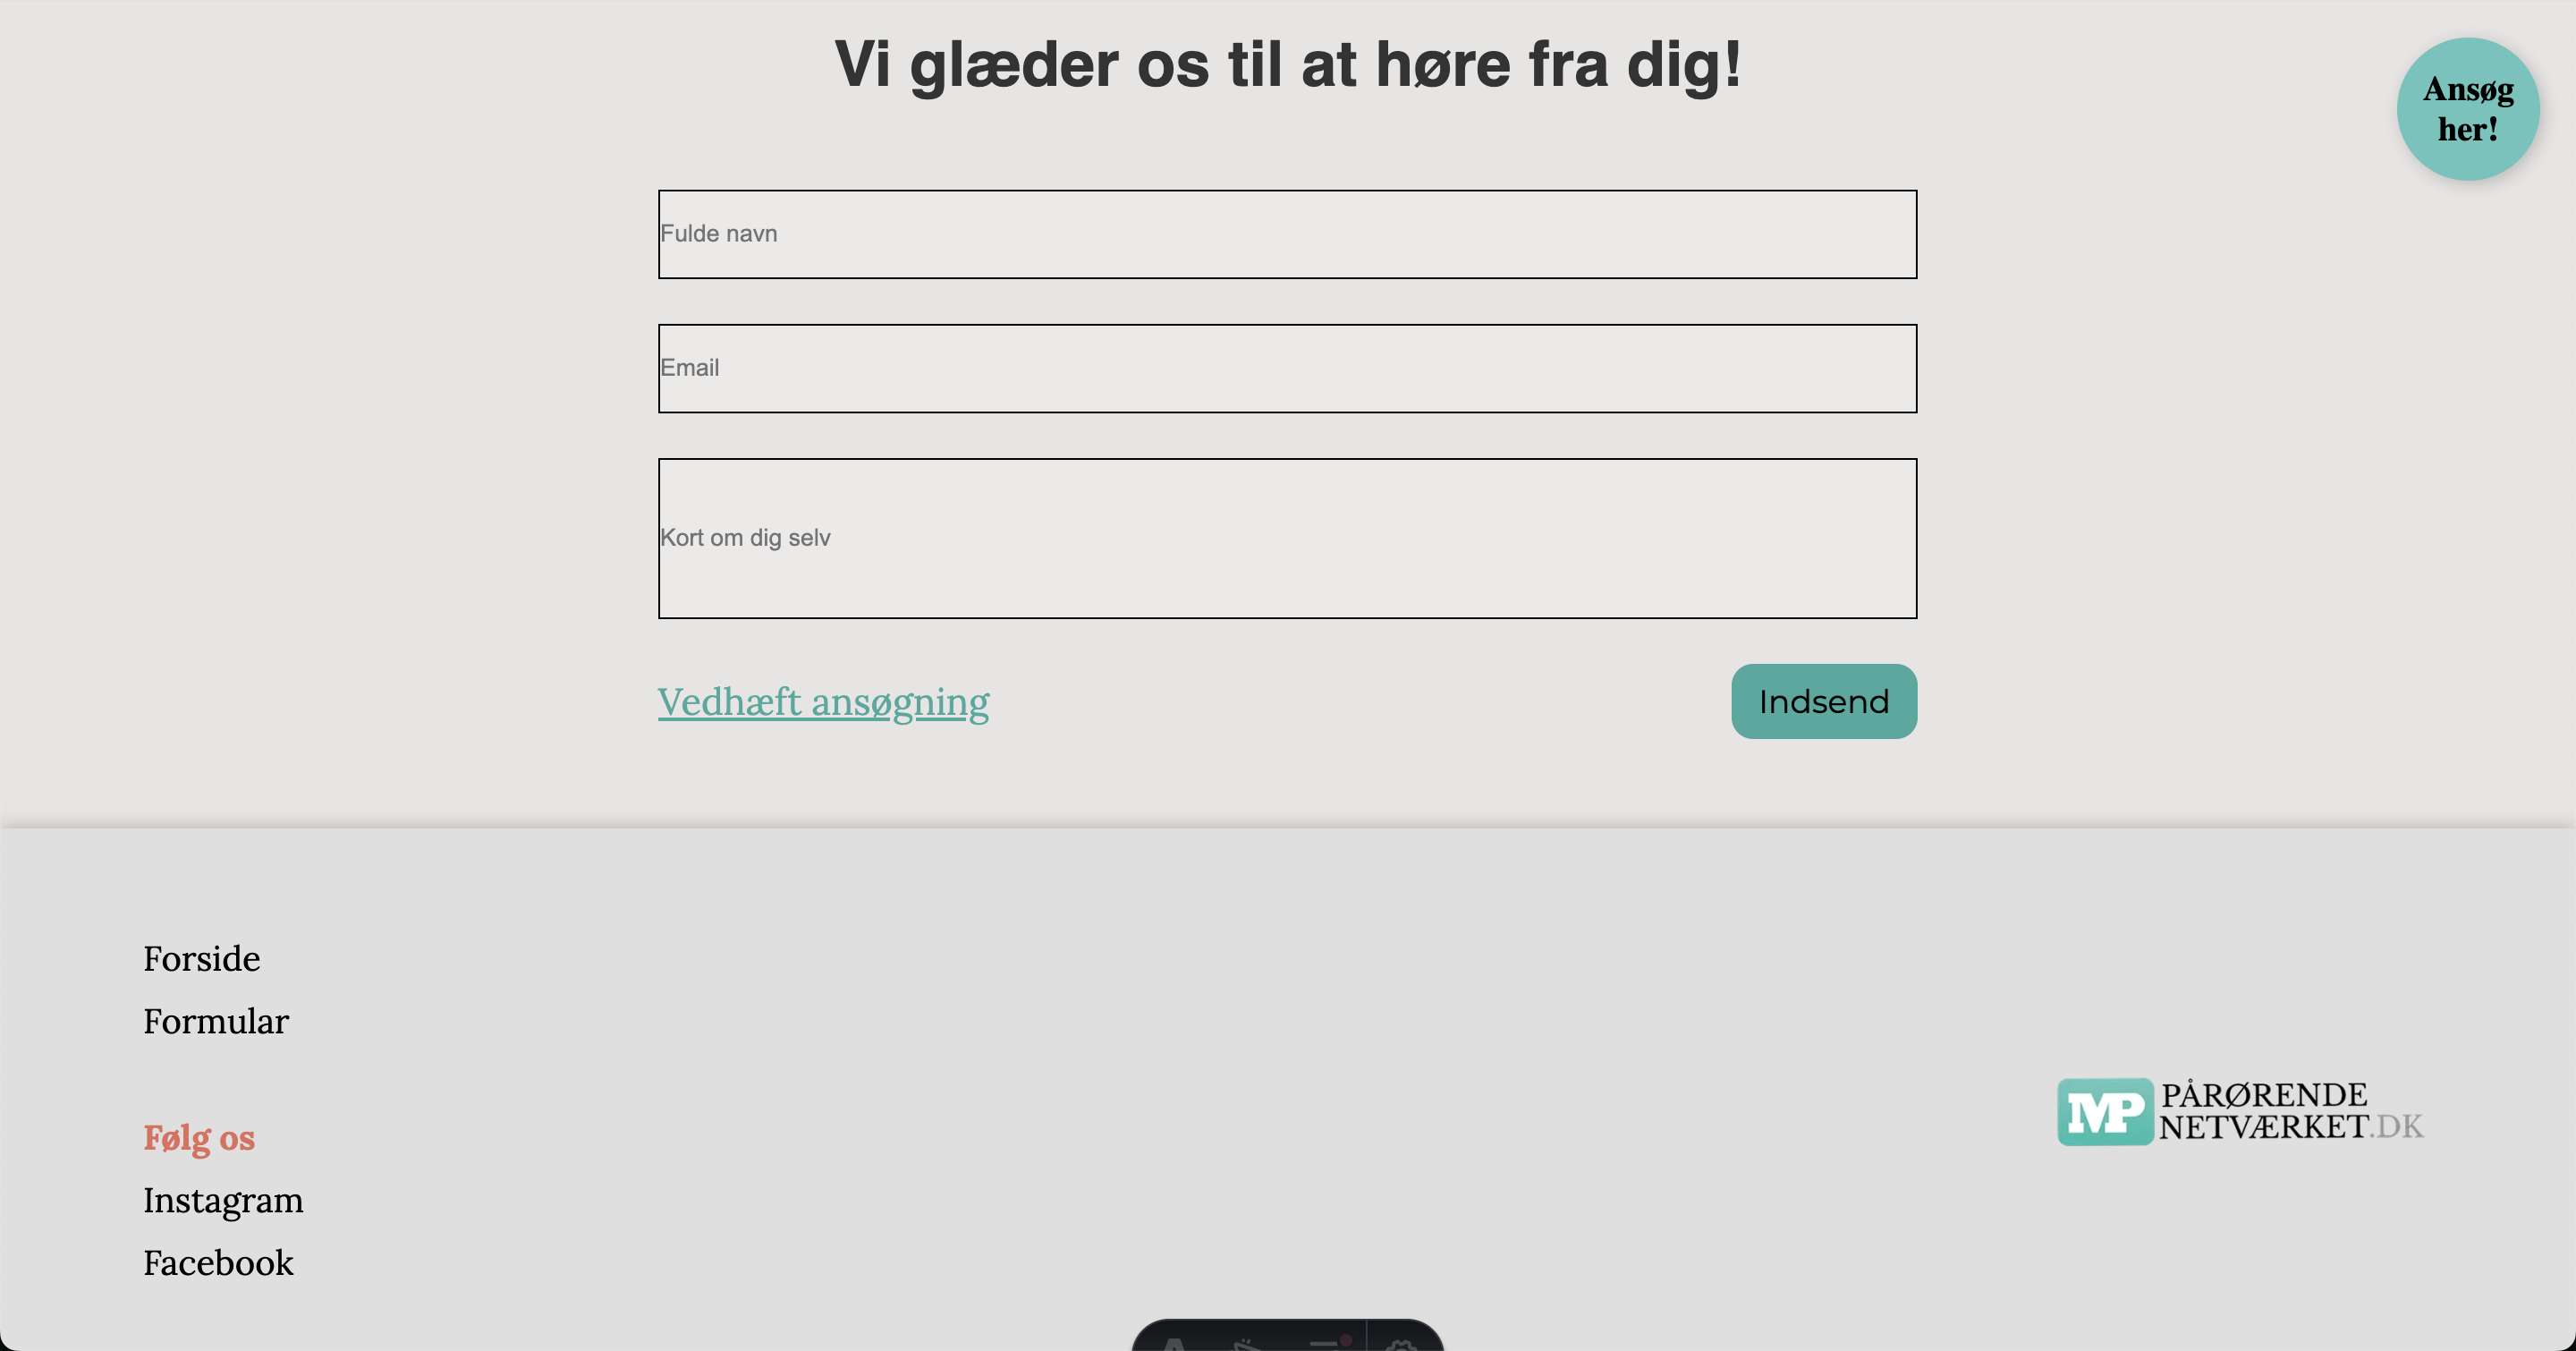 Vi glæder os til at høre fra dig!
Ansøg
her!
Fulde navn
Email
Kort om dig selv
Vedhæft ansøgning
Indsend
Forside
Formular
Følg os
Instagram
Facebook
MP
PÅRØRENDE
NETVÆRKET.DK